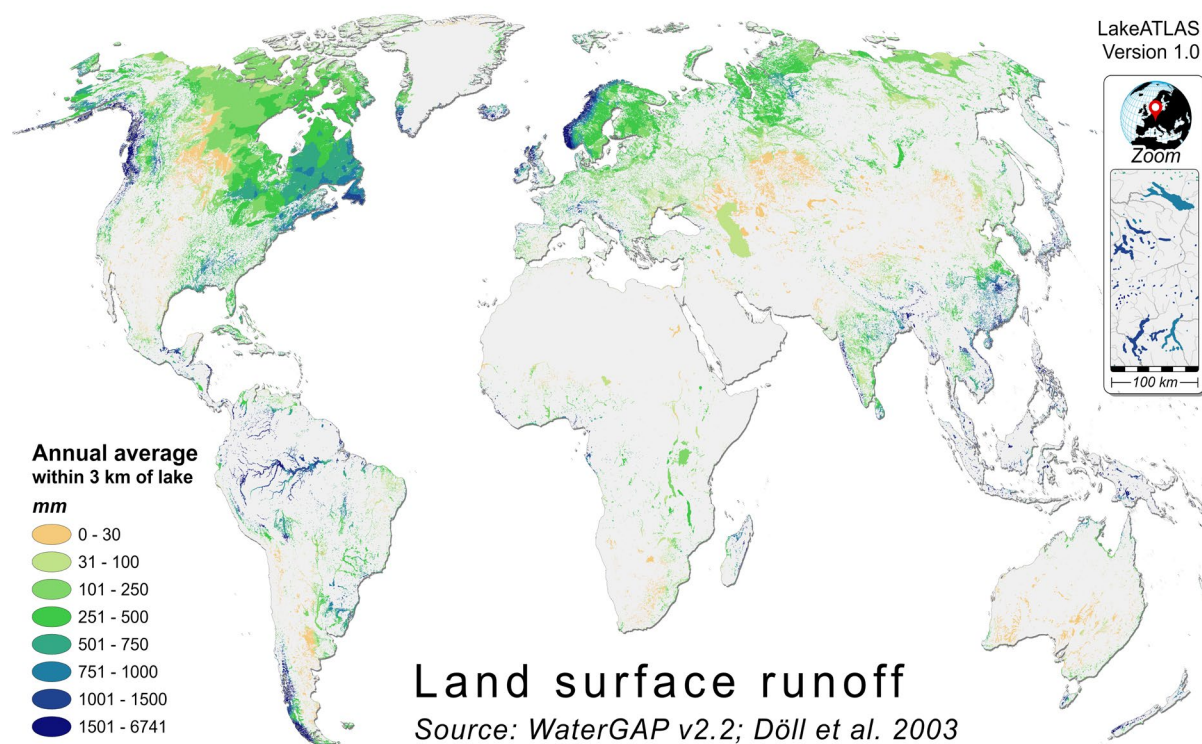 LakeATLAS
Version 1.0
Zoom
100 km
Annual average
within 3 km of lake
mm
0 - 30
31 - 100
101 - 250
251 - 500
501 - 750
751 - 1000
1001 - 1500
1501 - 6741
Land surface runoff
Source: WaterGAP v2.2; Döll et al. 2003